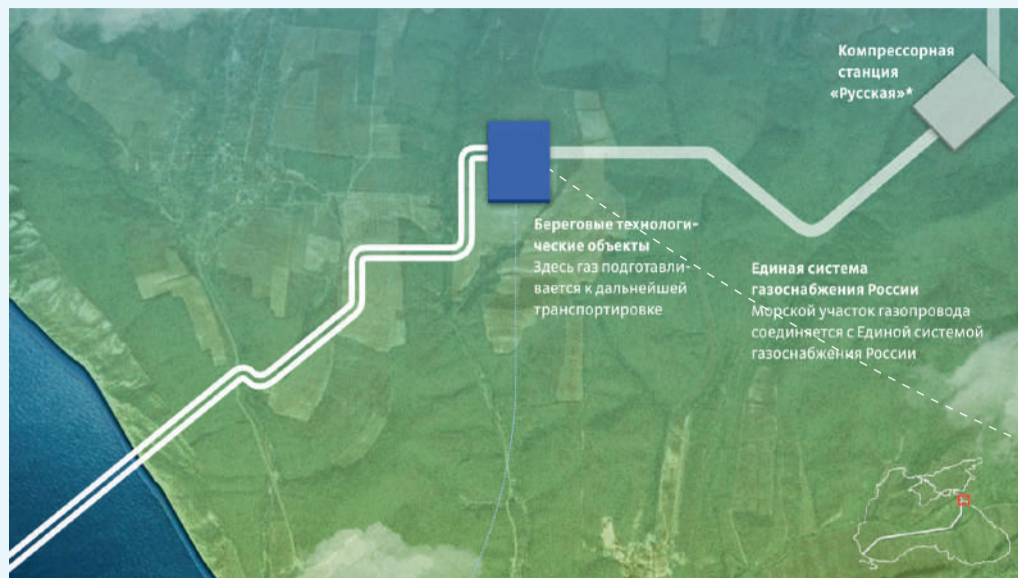 Компрессорная
станция
«Русская»*
Береговые технологи-
ческие объекты
Здесь газ подготавли-
вается к дальнейшей
транспортировке
Единая система
газоснабжения России
Морской участок газопровода
соединяется с Единой системой
газоснабжения России